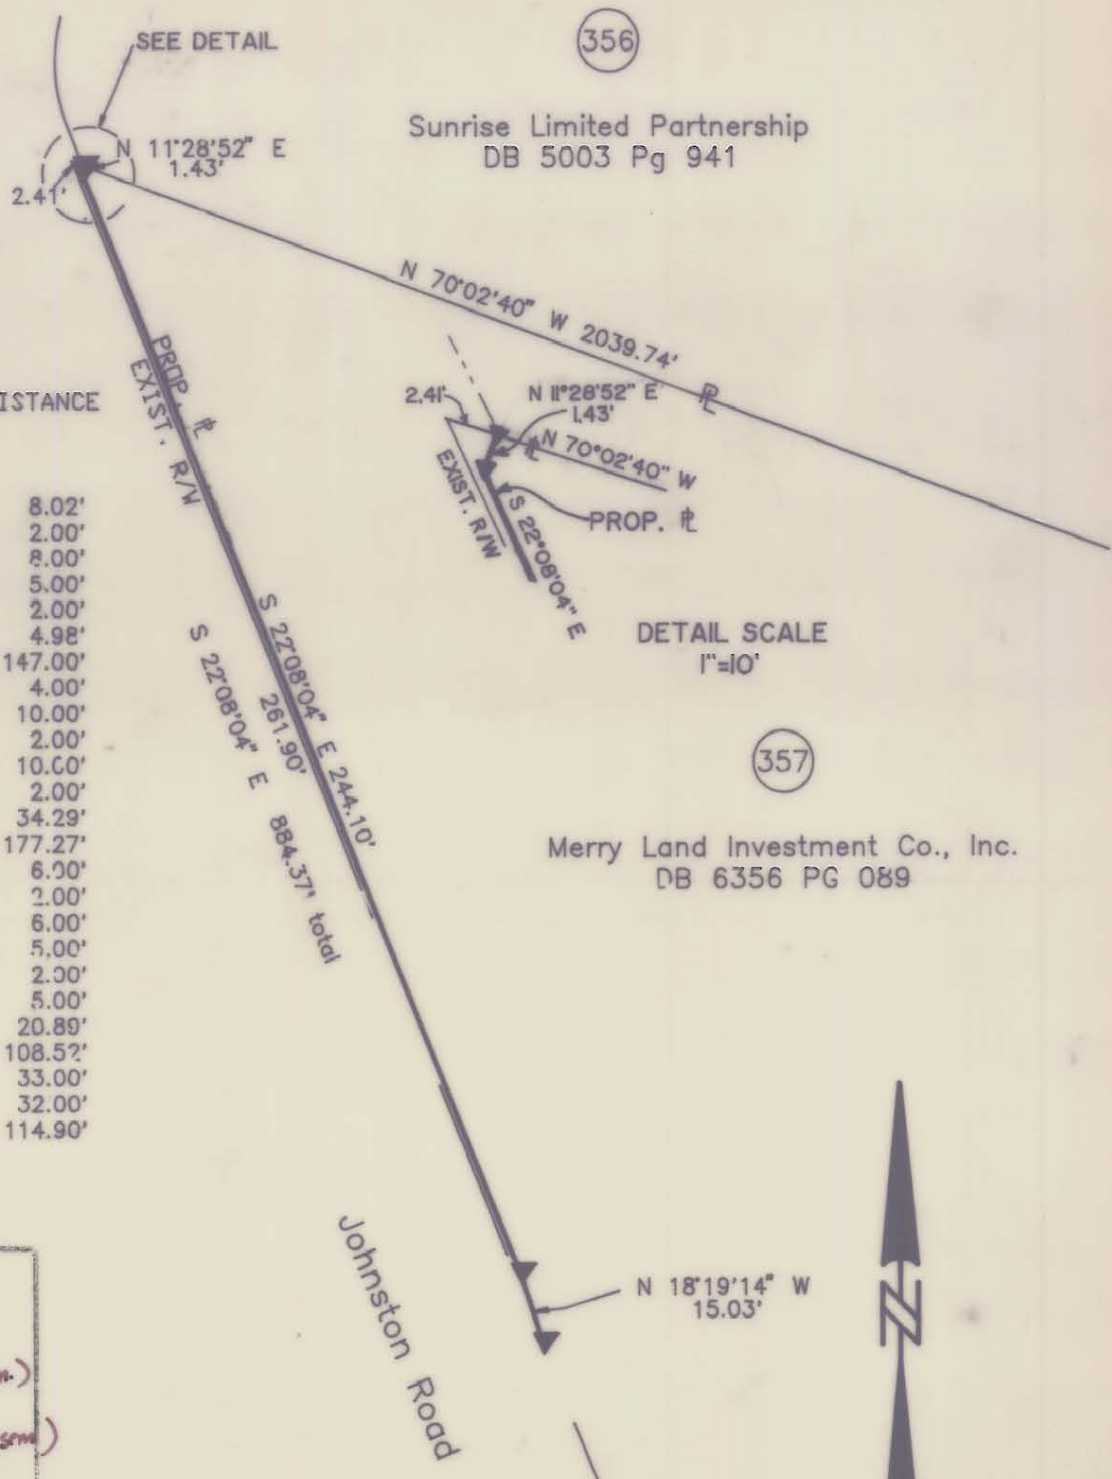 SEE DETAIL
356
Sunrise Limited Partnership
DB 5003 Pg 941
N 11°28'52" E
1.43'
2.41'
N 70°02'40" W 2039.74' ⅊
PROP. ⅊
EXIST. R/W
2.41'
N 11°28'52" E
1.43'
⅊ N 70°02'40" W
EXIST. R/W
S 22°08'04" E
PROP. ⅊
DETAIL SCALE
1"=10'
ISTANCE
8.02'
2.00'
8.00'
5.00'
2.00'
4.98'
147.00'
4.00'
10.00'
2.00'
10.00'
2.00'
34.29'
177.27'
6.00'
2.00'
6.00'
5.00'
2.00'
5.00'
20.89'
108.52'
33.00'
32.00'
114.90'
S 22°08'04" E 244.10'
261.90'
S 22°08'04" E 884.37' total
357
Merry Land Investment Co., Inc.
DB 6356 PG 089
N 18°19'14" W
15.03'
Johnston Road
N